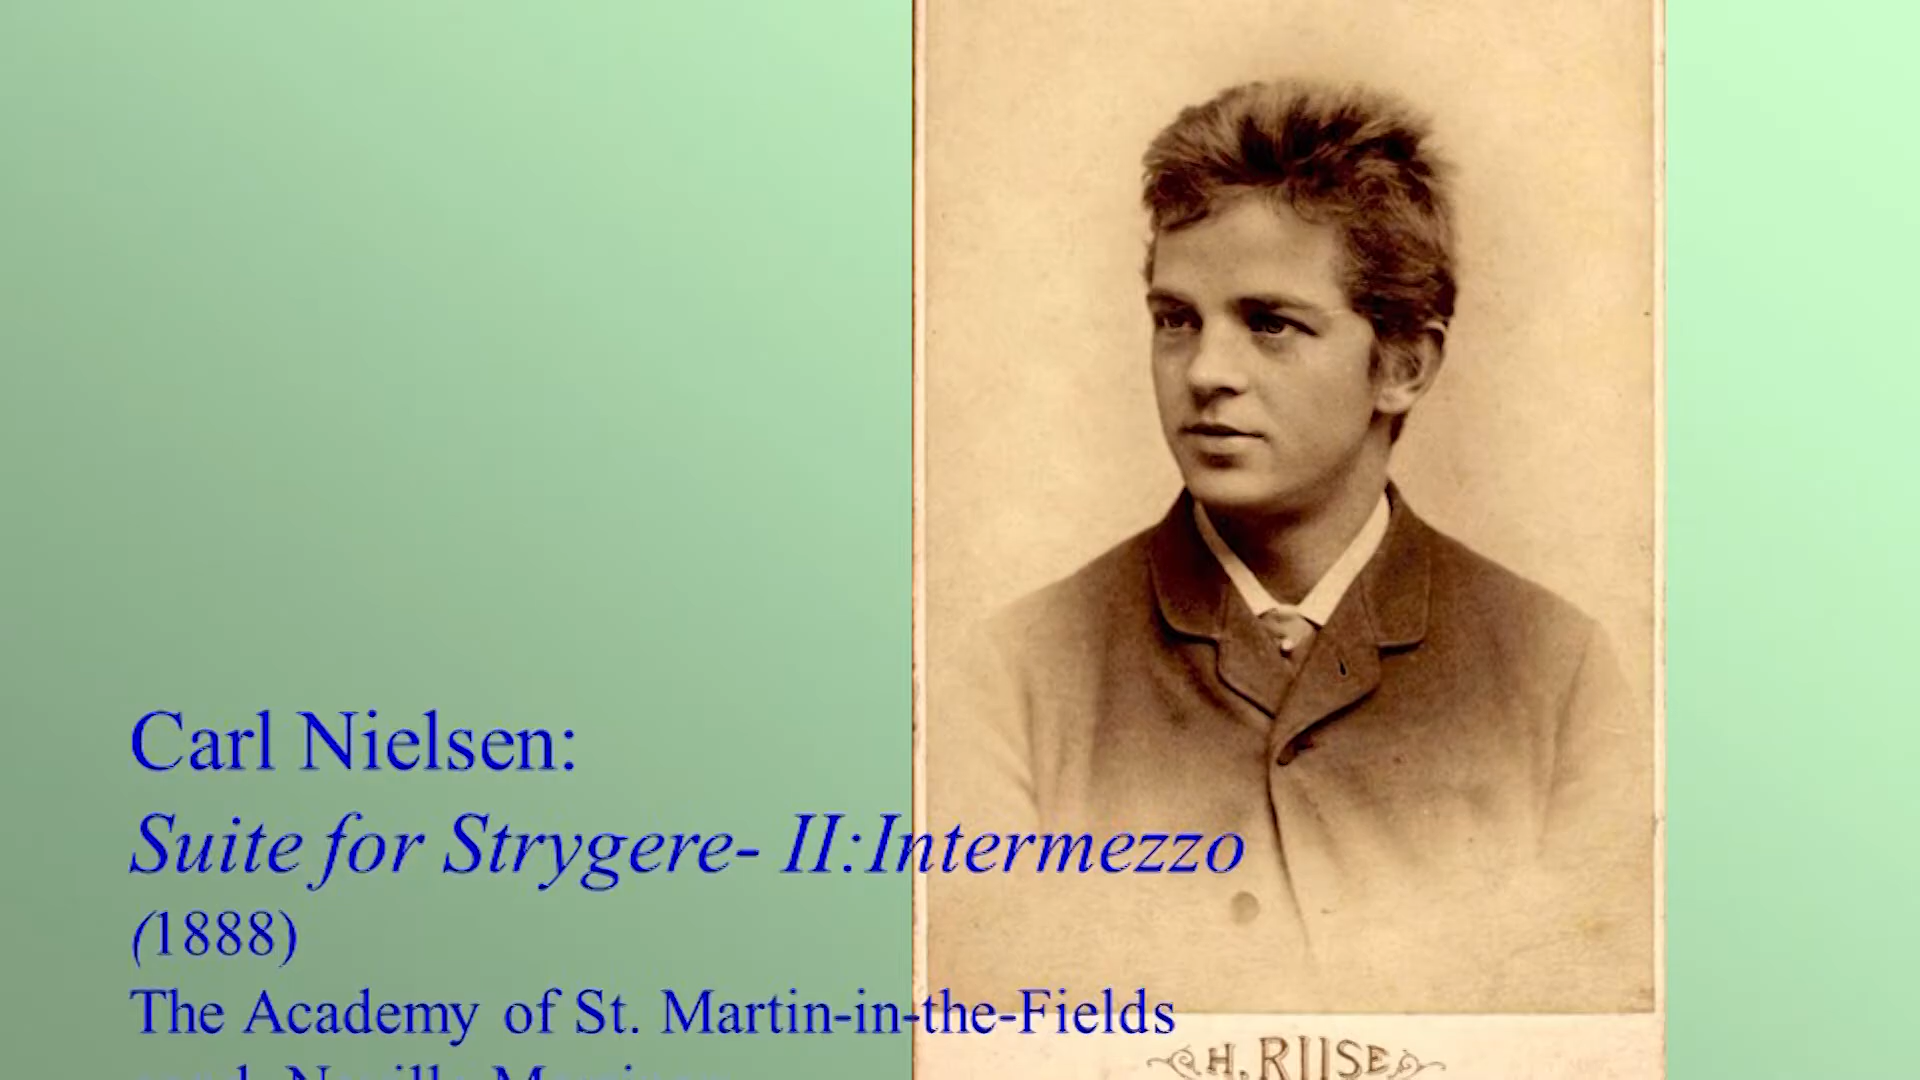 Carl Nielsen:
Suite for Strygere- II:Intermezzo
(1888)
The Academy of St. Martin-in-the-Fields
H. RIISE